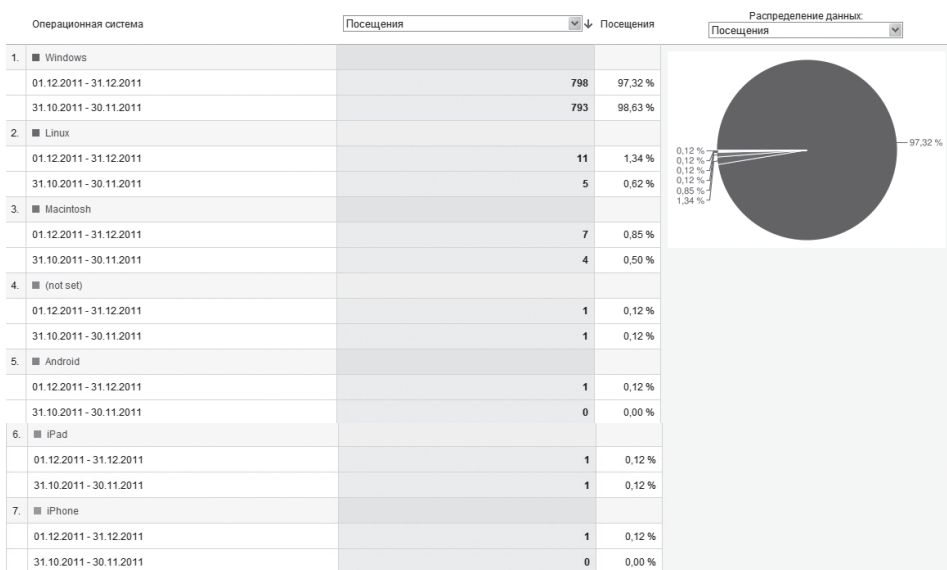 Операционная система Посещения Посещения
Распределение данных:
Посещения
1. Windows
01.12.2011 - 31.12.2011 798 97,32 %
31.10.2011 - 30.11.2011 793 98,63 %
2. Linux
01.12.2011 - 31.12.2011 11 1,34 %
31.10.2011 - 30.11.2011 5 0,62 %
3. Macintosh
01.12.2011 - 31.12.2011 7 0,85 %
31.10.2011 - 30.11.2011 4 0,50 %
4. (not set)
01.12.2011 - 31.12.2011 1 0,12 %
31.10.2011 - 30.11.2011 1 0,12 %
5. Android
01.12.2011 - 31.12.2011 1 0,12 %
31.10.2011 - 30.11.2011 0 0,00 %
6. iPad
01.12.2011 - 31.12.2011 1 0,12 %
31.10.2011 - 30.11.2011 1 0,12 %
7. iPhone
01.12.2011 - 31.12.2011 1 0,12 %
31.10.2011 - 30.11.2011 0 0,00 %
97,32 %
0,12 %
0,12 %
0,12 %
0,12 %
0,85 %
1,34 %